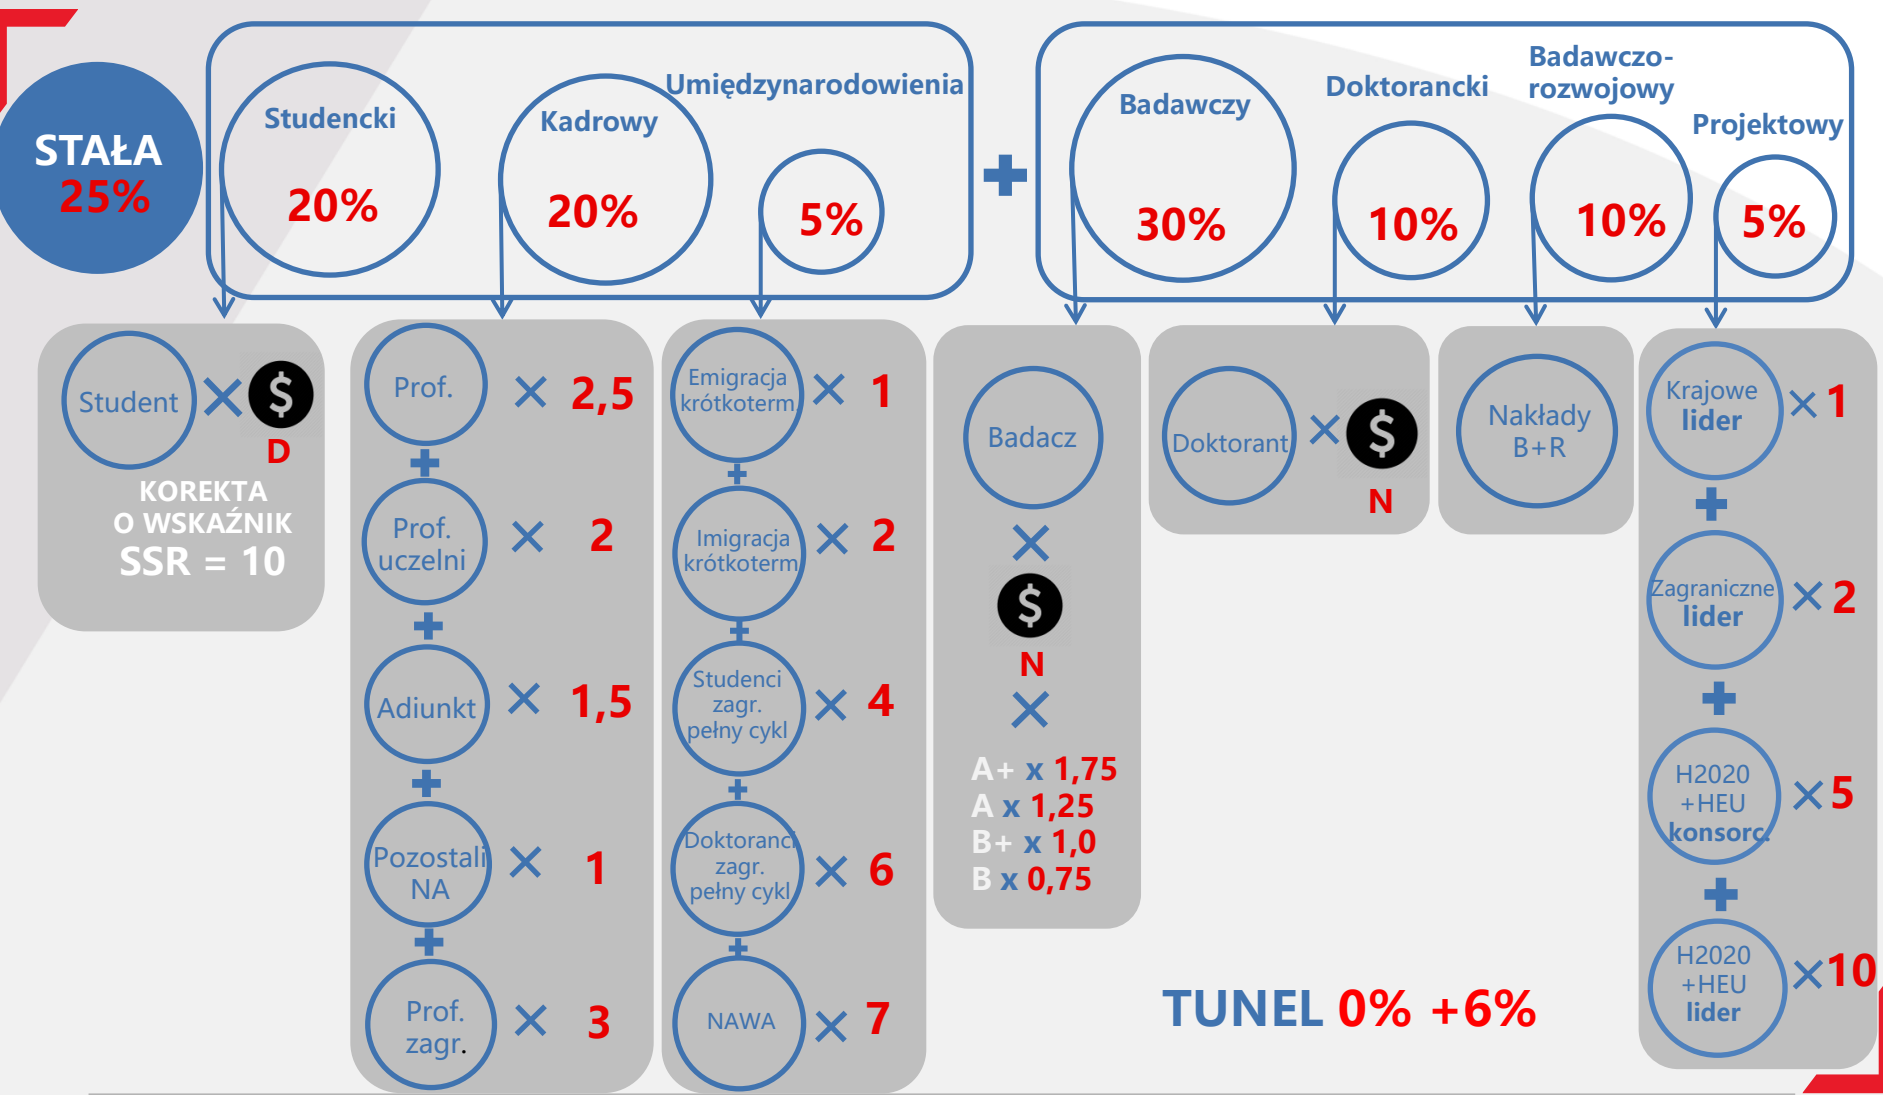 STAŁA
25%
Studencki
20%
Kadrowy
20%
Umiędzynarodowienia
5%
Badawczy
30%
Doktorancki
10%
Badawczo-
rozwojowy
10%
Projektowy
5%
Student
$
D
KOREKTA
O WSKAŹNIK
SSR = 10
Prof.
2,5
Prof.
uczelni
2
Adiunkt
1,5
Pozostali
NA
1
Prof.
zagr.
3
Emigracja
krótkoterm.
1
Imigracja
krótkoterm
2
Studenci
zagr.
pełny cykl
4
Doktoranci
zagr.
pełny cykl
6
NAWA
7
Badacz
$
N
A+ x 1,75
A x 1,25
B+ x 1,0
B x 0,75
Doktorant
$
N
Nakłady
B+R
Krajowe
lider
1
Zagraniczne
lider
2
H2020
+HEU
konsorc.
5
H2020
+HEU
lider
10
TUNEL 0% +6%